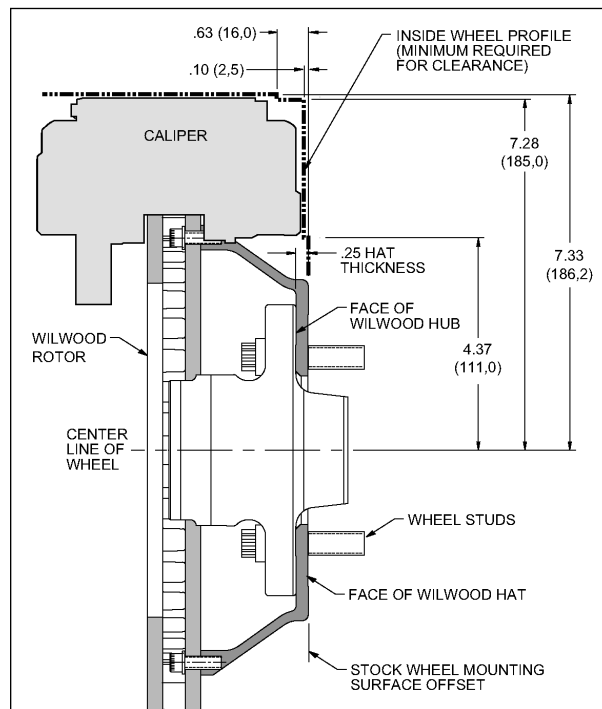 .63 (16,0)
.10 (2,5)
INSIDE WHEEL PROFILE
(MINIMUM REQUIRED
FOR CLEARANCE)
CALIPER
7.28
(185,0)
7.33
(186,2)
.25 HAT
THICKNESS
FACE OF
WILWOOD HUB
4.37
(111,0)
WILWOOD
ROTOR
CENTER
LINE OF
WHEEL
WHEEL STUDS
FACE OF WILWOOD HAT
STOCK WHEEL MOUNTING
SURFACE OFFSET